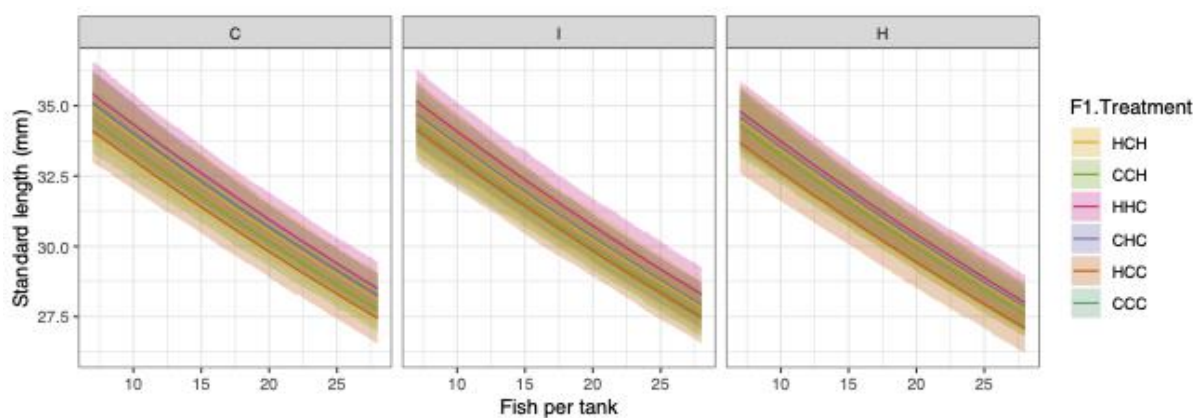 C I H
35.0
32.5
30.0
27.5
Standard length (mm)
10 15 20 25 10 15 20 25 10 15 20 25
Fish per tank
F1.Treatment
HCH
CCH
HHC
CHC
HCC
CCC